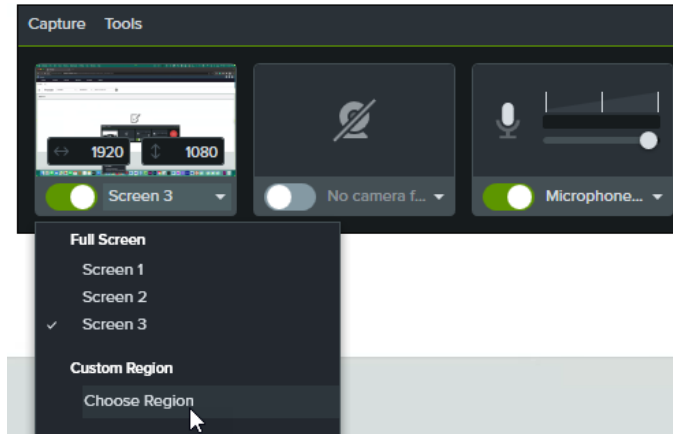 Capture Tools
1920 1080
Screen 3 No camera f... Microphone...
Full Screen
Screen 1
Screen 2
Screen 3
Custom Region
Choose Region